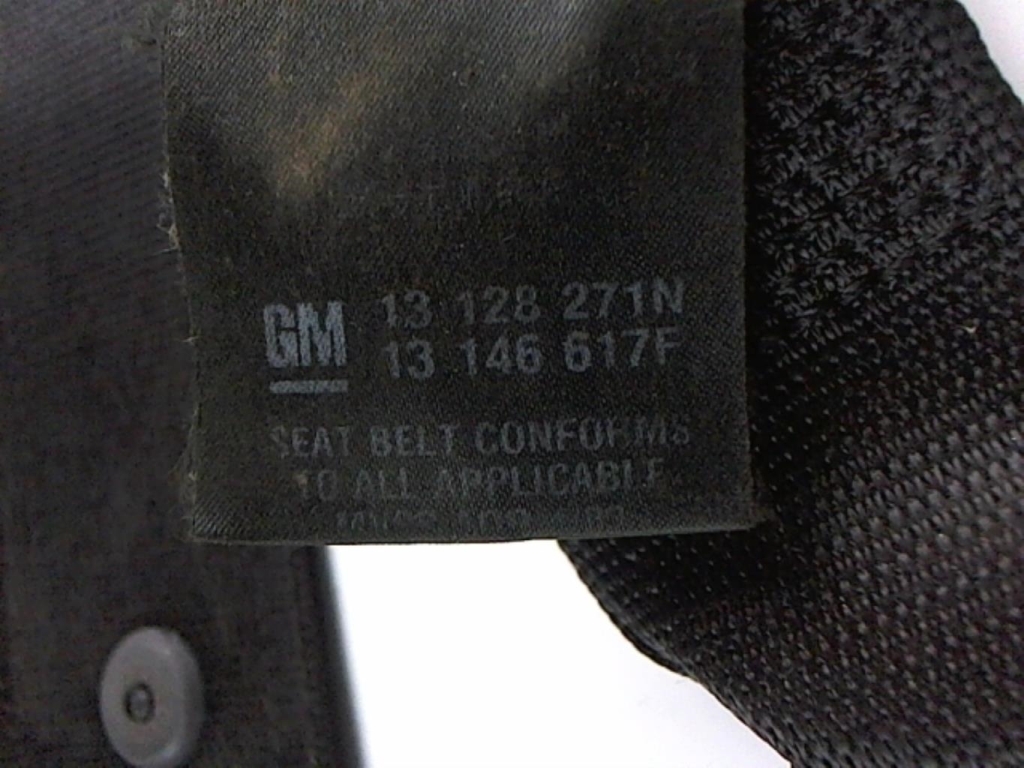 GM 13 128 271N
13 146 617F
SEAT BELT CONFORMS
TO ALL APPLICABLE